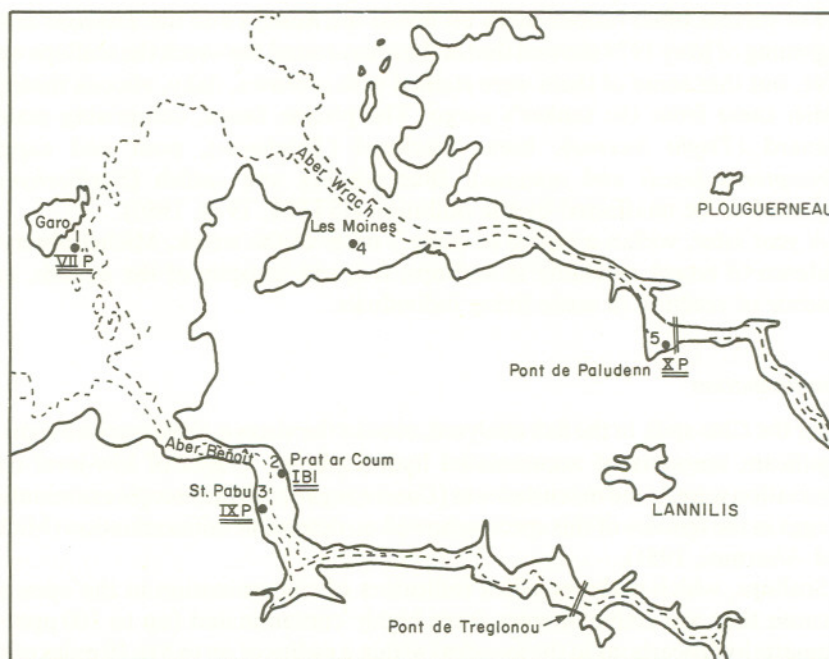 Aber Wrach
PLOUGUERNEAU
Garo
1
VII P
Les Moines
4
5
Pont de Paludenn
X P
Aber Benoit
2
Prat ar Coum
IBI
St. Pabu 3
IX P
LANNILIS
Pont de Treglonou